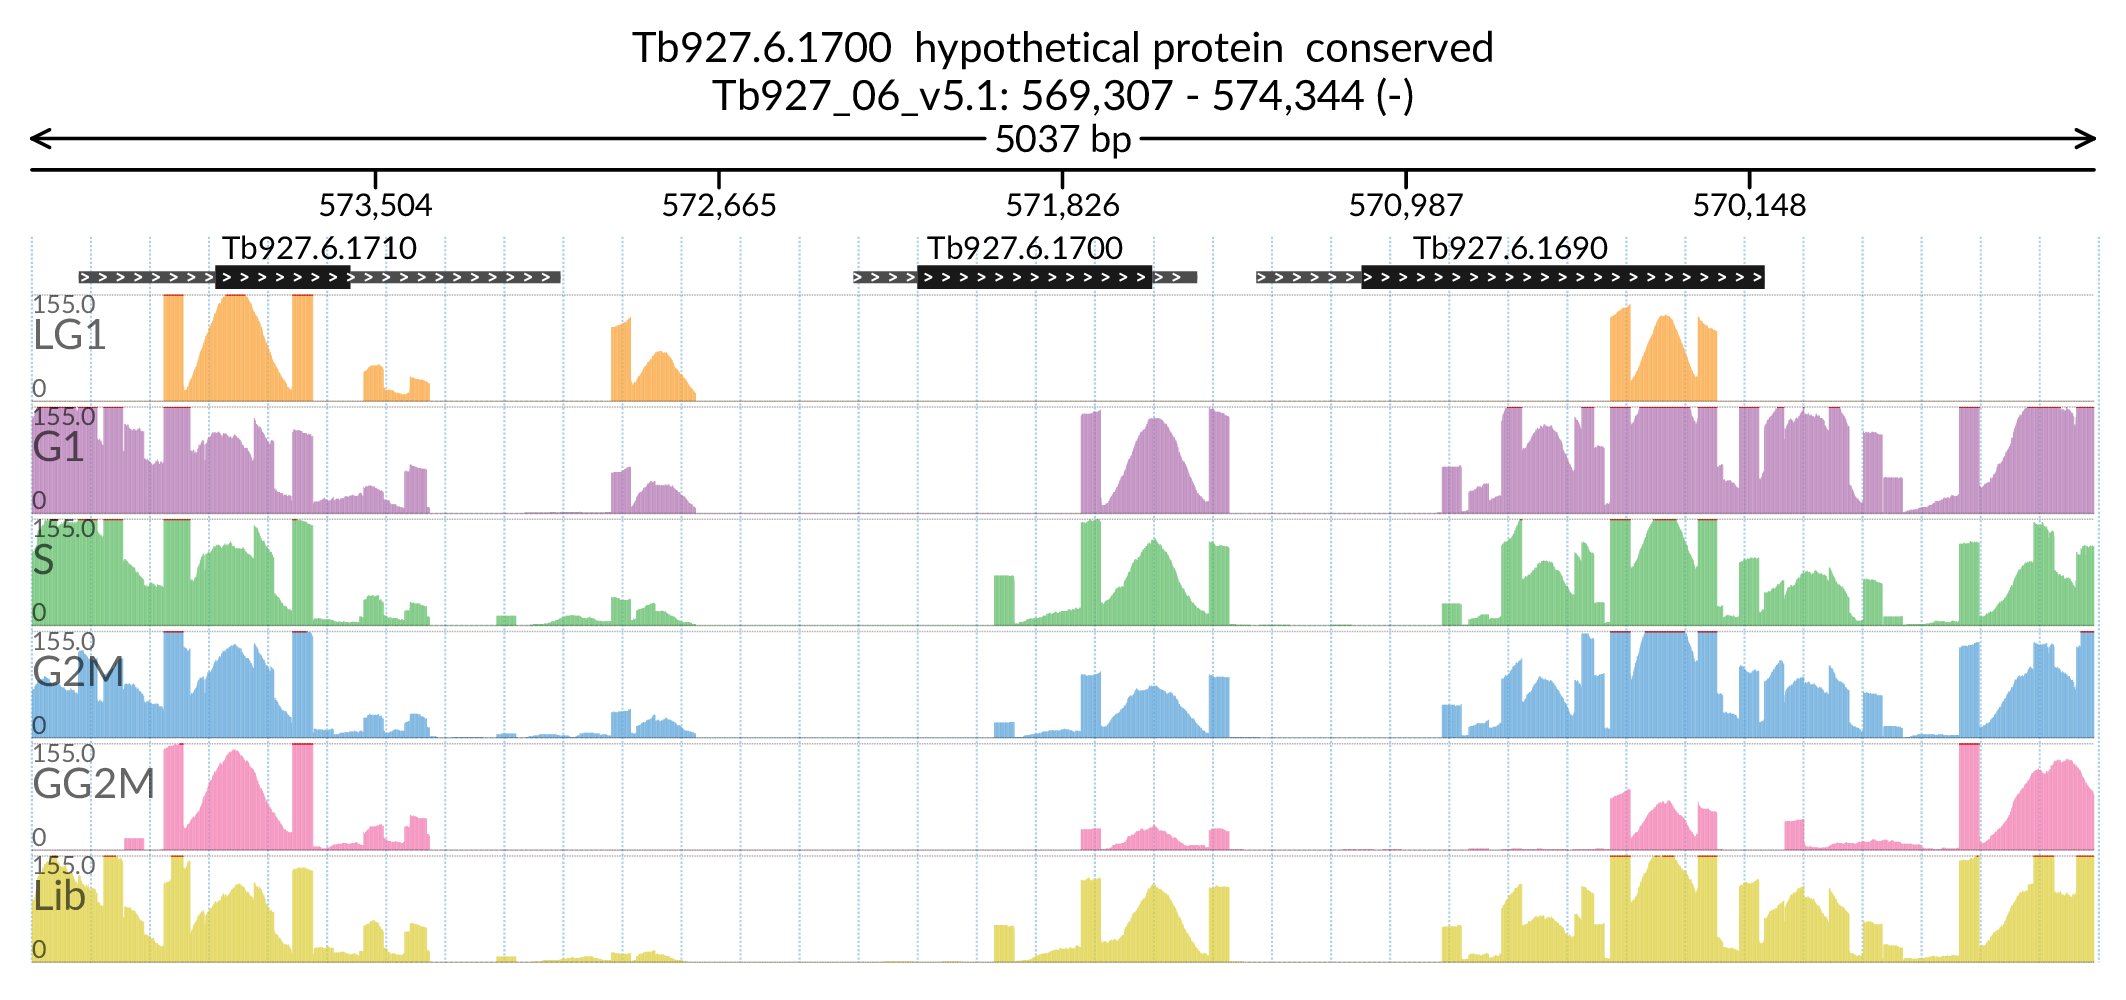 Tb927.6.1700  hypothetical protein  conserved
Tb927_06_v5.1: 569,307 - 574,344 (-)
5037 bp
573,504 572,665 571,826 570,987 570,148
Tb927.6.1710 Tb927.6.1700 Tb927.6.1690
155.0
LG1
0
155.0
G1
0
155.0
S
0
155.0
G2M
0
155.0
GG2M
0
155.0
Lib
0